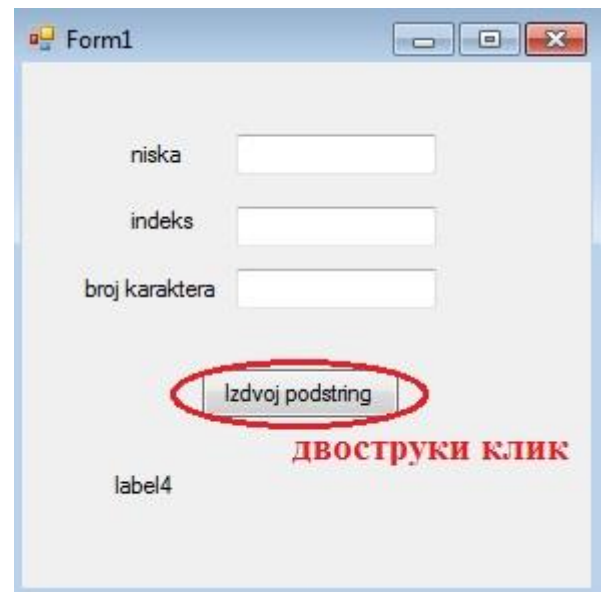 Form1
niska
indeks
broj karaktera
Izdvoj podstring
двоструки клик
label4